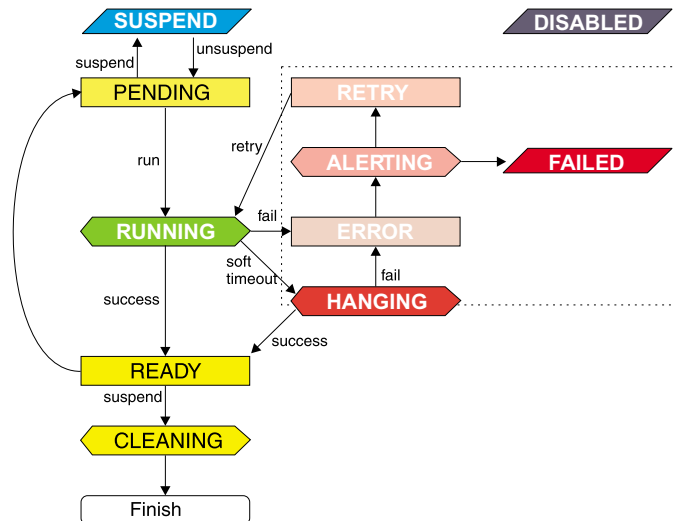 SUSPEND
DISABLED
suspend
unsuspend
PENDING
RETRY
run
retry
ALERTING
FAILED
RUNNING
fail
ERROR
soft
timeout
fail
HANGING
success
success
READY
suspend
CLEANING
Finish